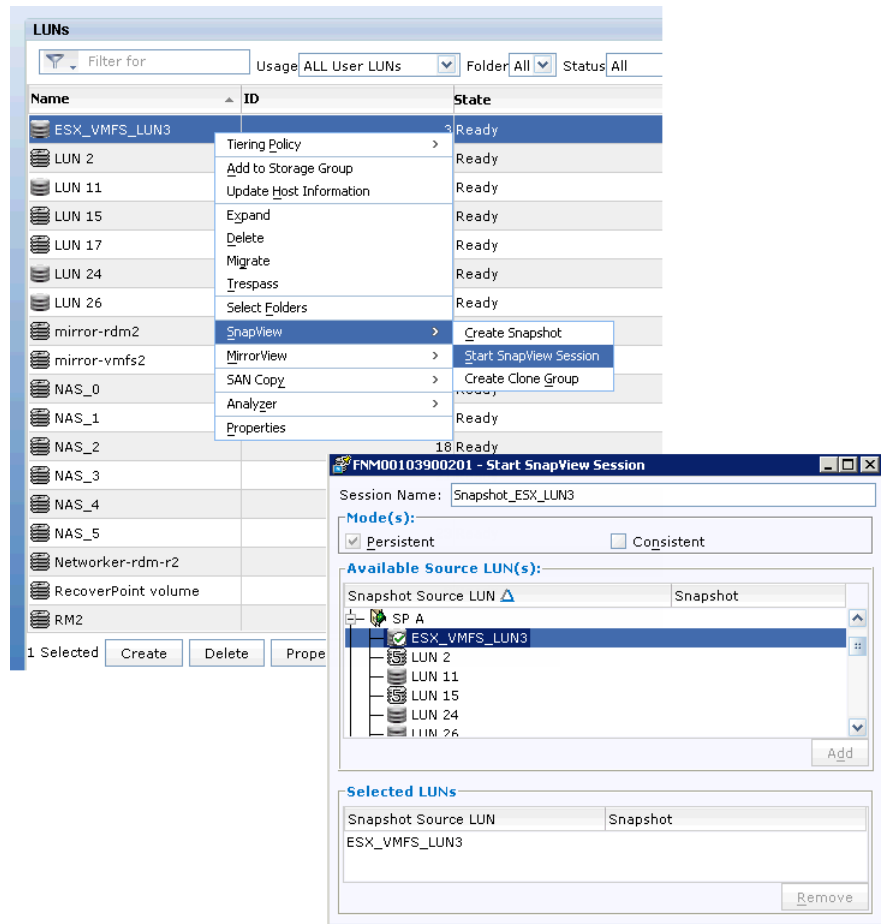 LUNs
Filter for Usage ALL User LUNs Folder All Status All
Name ID State
ESX_VMFS_LUN3 3 Ready
LUN 2 Ready
LUN 11 Ready
LUN 15 Ready
LUN 17 Ready
LUN 24 Ready
LUN 26 Ready
mirror-rdm2
mirror-vmfs2
NAS_0
NAS_1 Ready
NAS_2 18 Ready
NAS_3
NAS_4
NAS_5
Networker-rdm-r2
RecoverPoint volume
RM2
1 Selected Create Delete Prope
Tiering Policy
Add to Storage Group
Update Host Information
Expand
Delete
Migrate
Trespass
Select Folders
SnapView
MirrorView
SAN Copy
Analyzer
Properties
Create Snapshot
Start SnapView Session
Create Clone Group
FNM00103900201 - Start SnapView Session
Session Name: Snapshot_ESX_LUN3
Mode(s):
Persistent Consistent
Available Source LUN(s):
Snapshot Source LUN Snapshot
SP A
ESX_VMFS_LUN3
LUN 2
LUN 11
LUN 15
LUN 24
LUN 26
Add
Selected LUNs
Snapshot Source LUN Snapshot
ESX_VMFS_LUN3
Remove